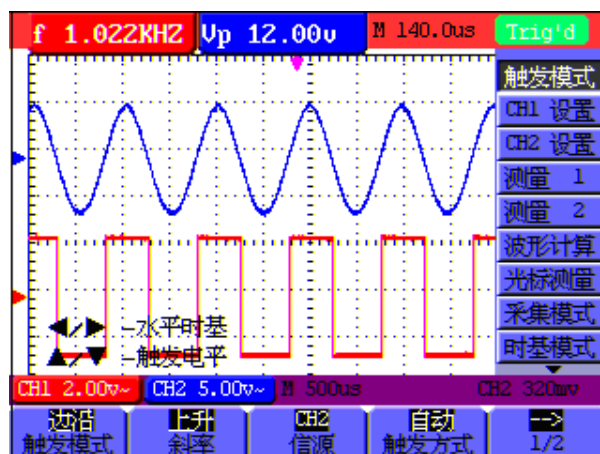 f 1.022KHZ Vp 12.00v M 140.0us Trig'd
触发模式
CH1 设置
CH2 设置
测量 1
测量 2
波形计算
光标测量
采集模式
时基模式
◀/▶ -水平时基
▲/▼ -触发电平
CH1 2.00v~ CH2 5.00v~ M 500us CH2 320mv
边沿 上升 CH2 自动 -->
触发模式 斜率 信源 触发方式 1/2